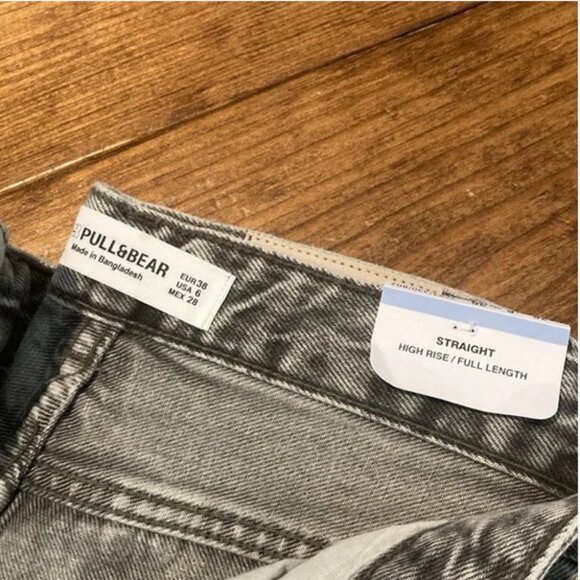 PULL&BEAR
Made in Bangladesh
EUR 38
USA 6
MEX 28
STRAIGHT
HIGH RISE / FULL LENGTH